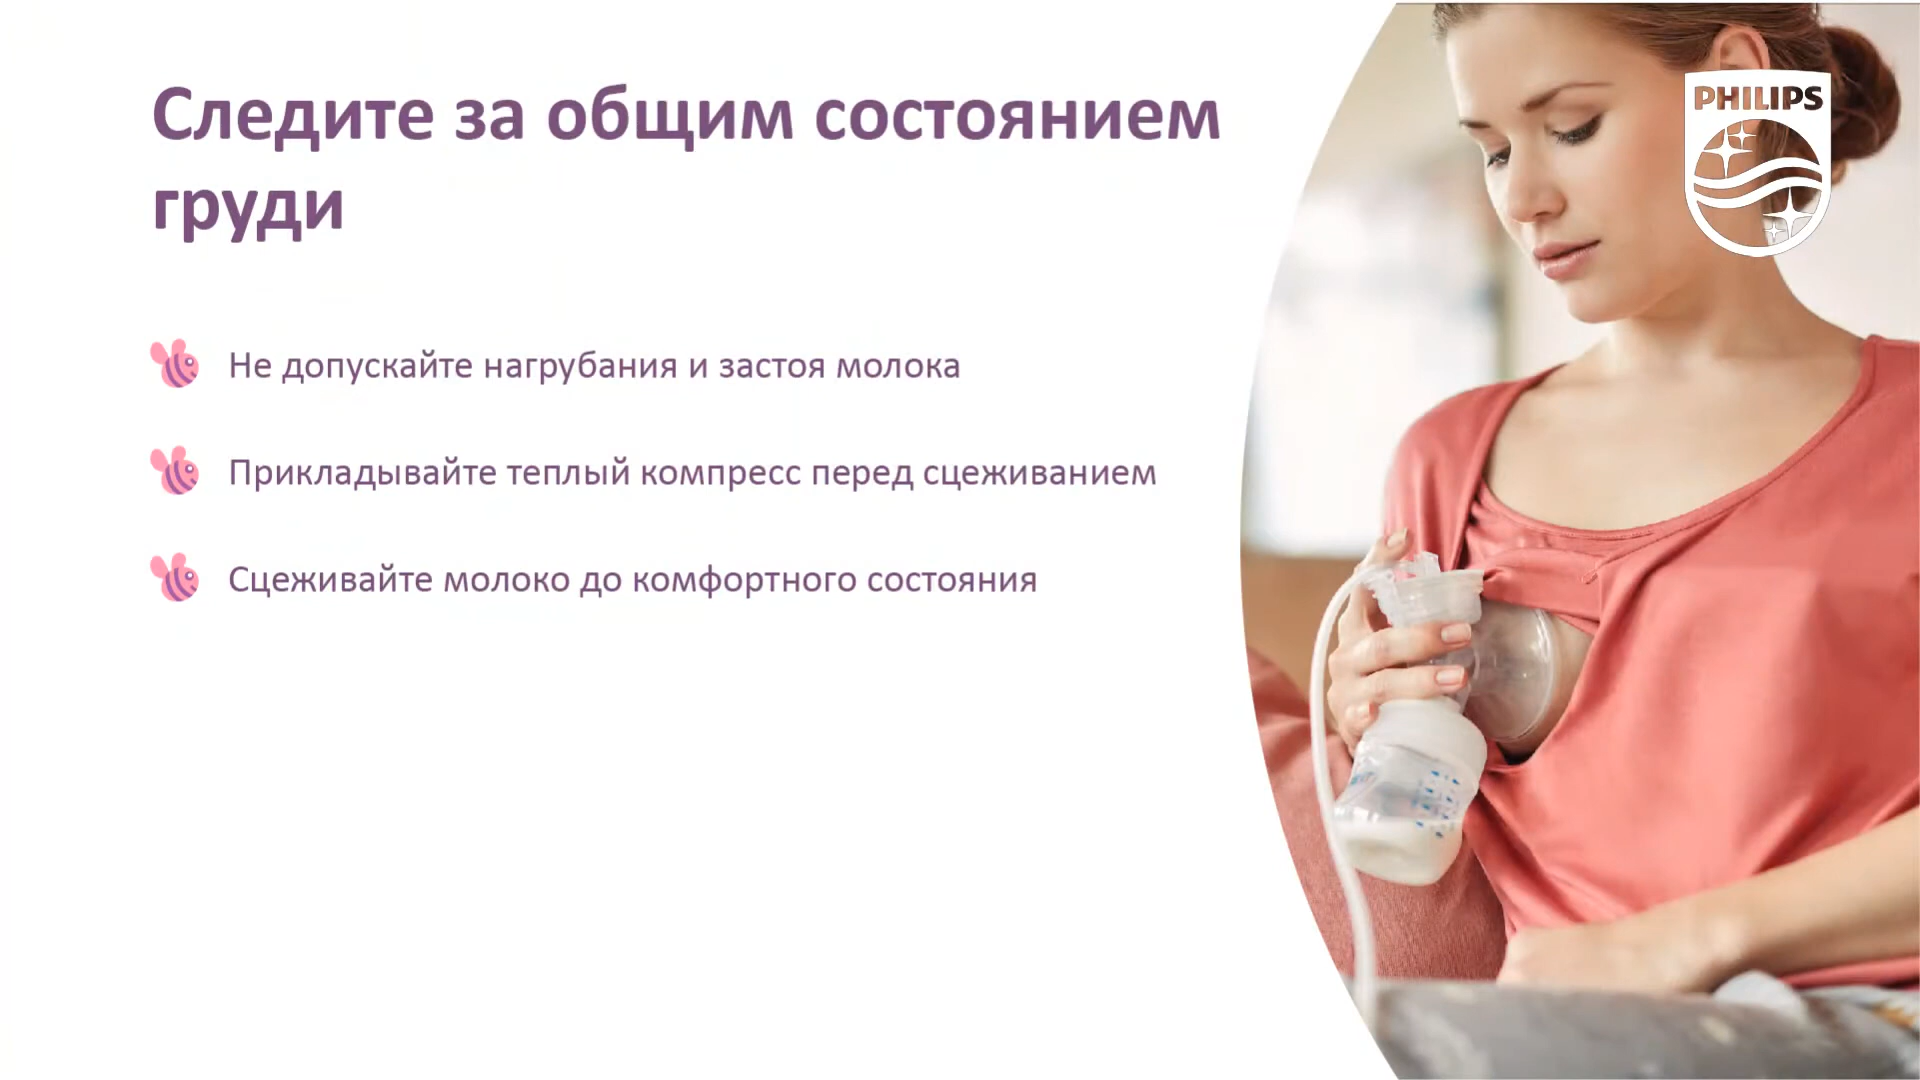 Следите за общим состоянием
груди
PHILIPS
Не допускайте нагрубания и застоя молока
Прикладывайте теплый компресс перед сцеживанием
Сцеживайте молоко до комфортного состояния